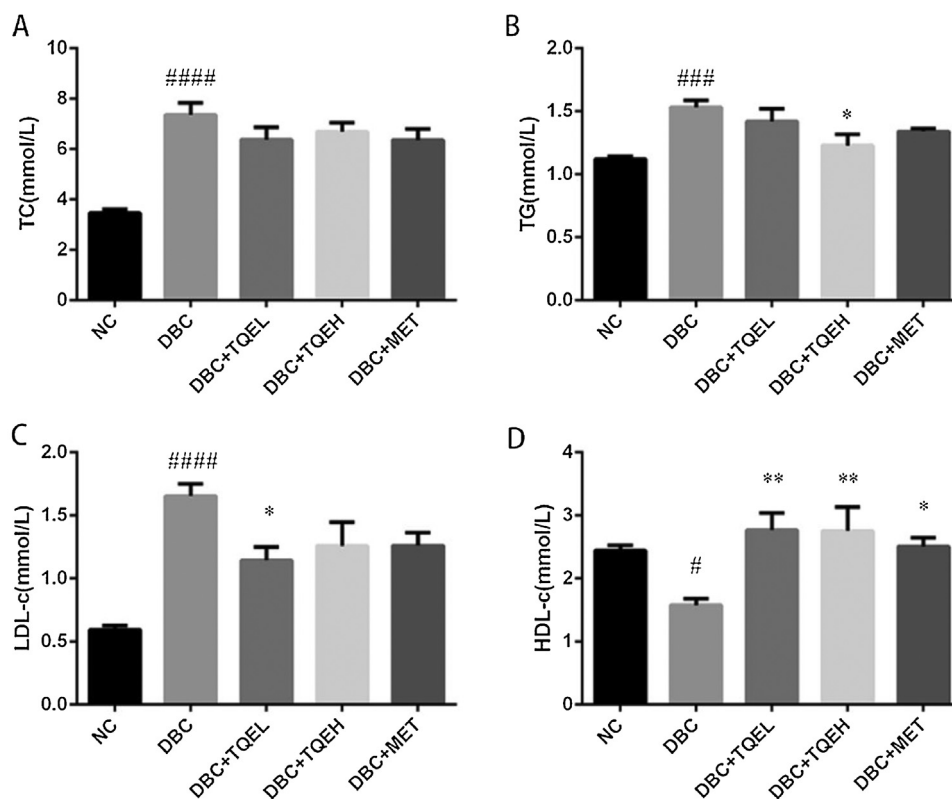 A
TC(mmol/L)
10
8
6
4
2
0
####
NC
DBC
DBC+TQEL
DBC+TQEH
DBC+MET
B
TG(mmol/L)
2.0
1.5
1.0
0.5
0.0
###
*
NC
DBC
DBC+TQEL
DBC+TQEH
DBC+MET
C
LDL-c(mmol/L)
2.0
1.5
1.0
0.5
0.0
####
*
NC
DBC
DBC+TQEL
DBC+TQEH
DBC+MET
D
HDL-c(mmol/L)
4
3
2
1
0
#
**
**
*
NC
DBC
DBC+TQEL
DBC+TQEH
DBC+MET